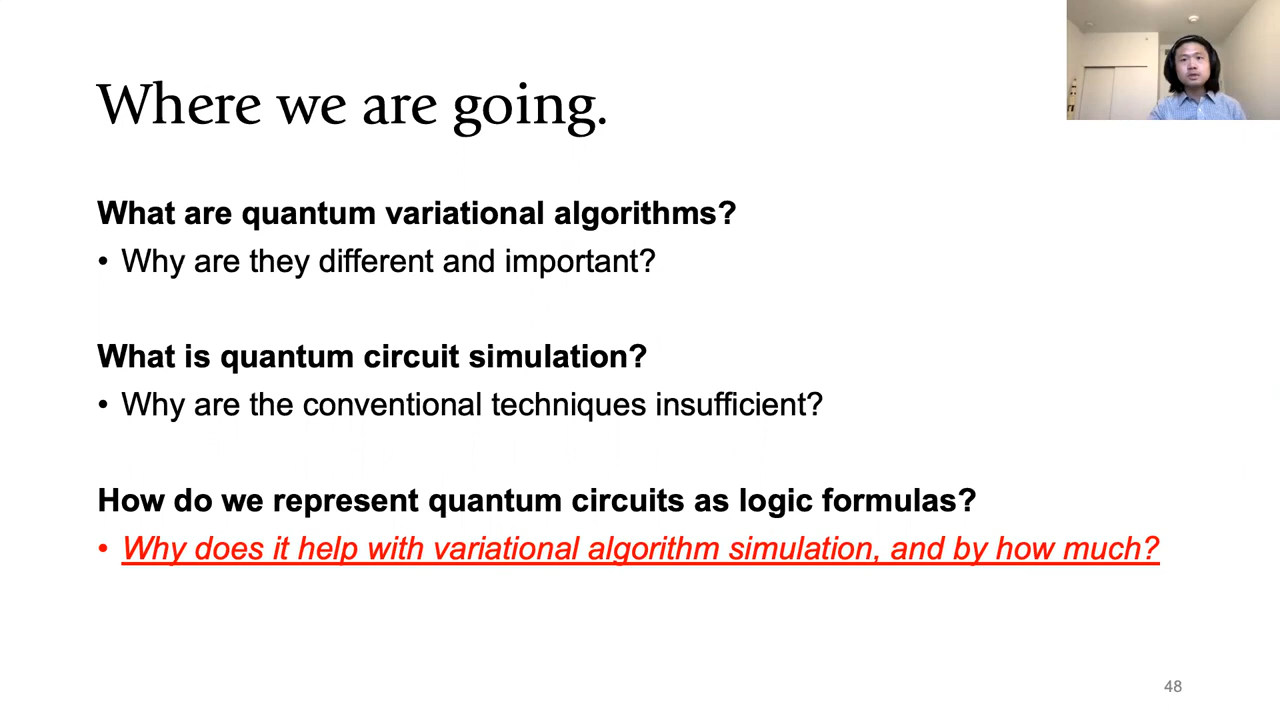 Where we are going.
What are quantum variational algorithms?
• Why are they different and important?
What is quantum circuit simulation?
• Why are the conventional techniques insufficient?
How do we represent quantum circuits as logic formulas?
• Why does it help with variational algorithm simulation, and by how much?
48